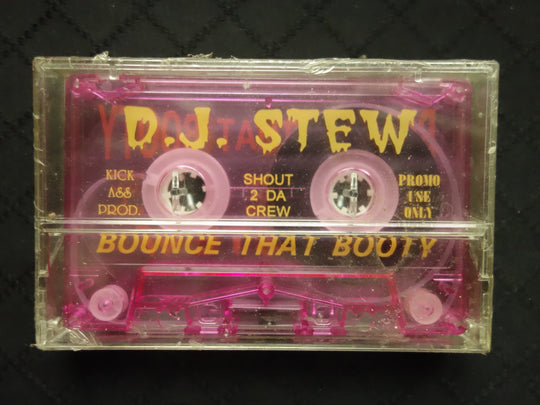 D.J. STEW
KICK
ASS
PROD.
SHOUT
2 DA
CREW
PROMO
USE
ONLY
BOUNCE THAT BOOTY